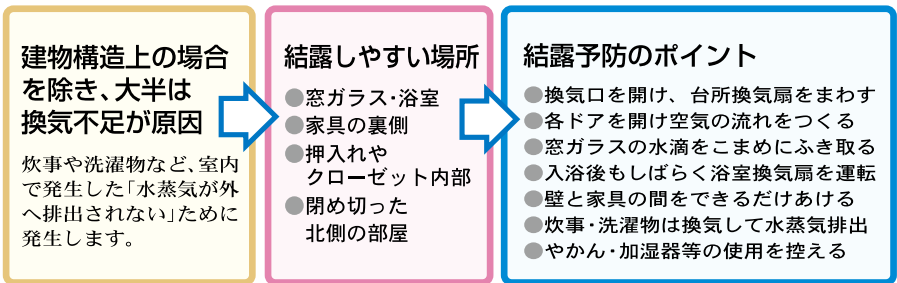 建物構造上の場合
を除き、大半は
換気不足が原因
炊事や洗濯物など、室内
で発生した「水蒸気が外
へ排出されない」ために
発生します。
結露しやすい場所
●窓ガラス・浴室
●家具の裏側
●押入れや
クローゼット内部
●閉め切った
北側の部屋
結露予防のポイント
●換気口を開け、台所換気扇をまわす
●各ドアを開け空気の流れをつくる
●窓ガラスの水滴をこまめにふき取る
●入浴後もしばらく浴室換気扇を運転
●壁と家具の間をできるだけあける
●炊事・洗濯物は換気して水蒸気排出
●やかん・加湿器等の使用を控える